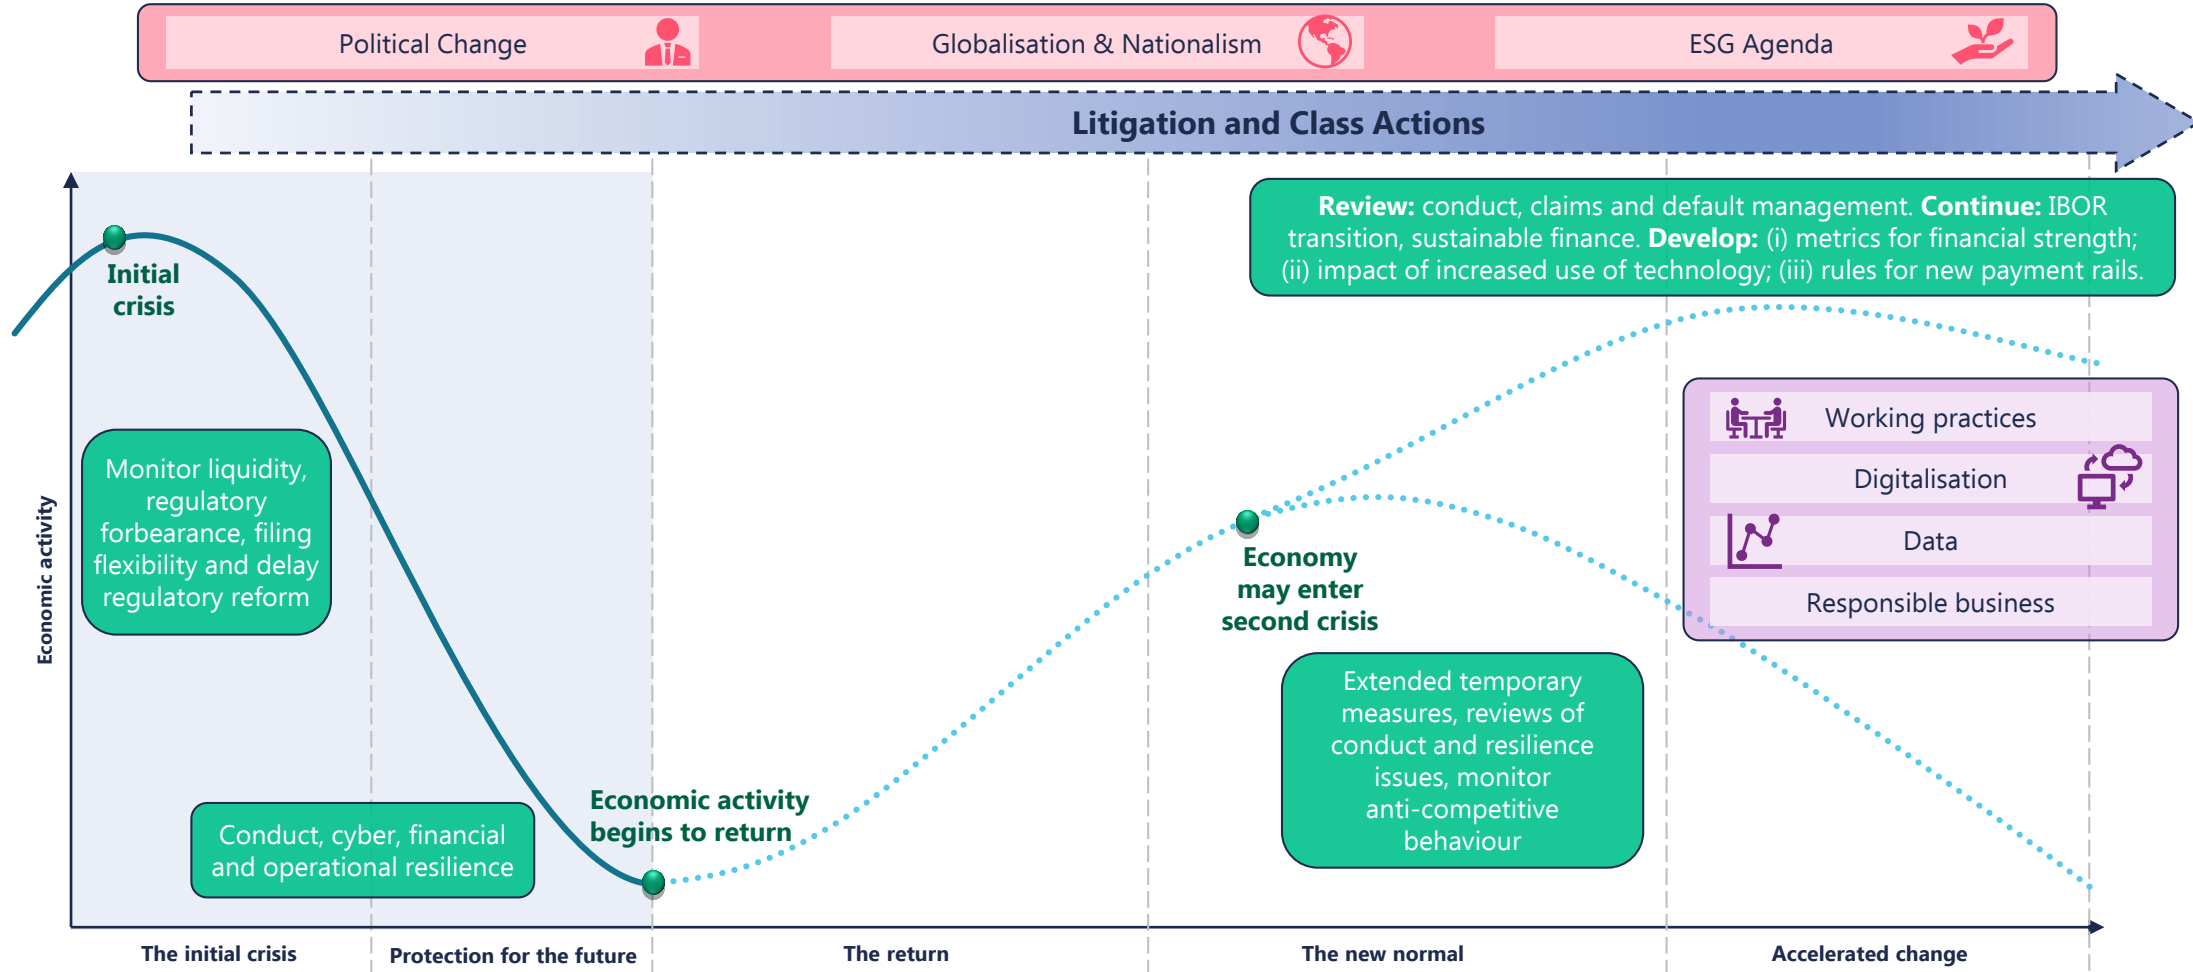 Political Change
Globalisation & Nationalism
ESG Agenda
Litigation and Class Actions
Review: conduct, claims and default management. Continue: IBOR
transition, sustainable finance. Develop: (i) metrics for financial strength;
(ii) impact of increased use of technology; (iii) rules for new payment rails.
Initial
crisis
Working practices
Digitalisation
Data
Responsible business
Monitor liquidity,
regulatory
forbearance, filing
flexibility and delay
regulatory reform
Economic activity
Economy
may enter
second crisis
Extended temporary
measures, reviews of
conduct and resilience
issues, monitor
anti-competitive
behaviour
Economic activity
begins to return
Conduct, cyber, financial
and operational resilience
The initial crisis
Protection for the future
The return
The new normal
Accelerated change